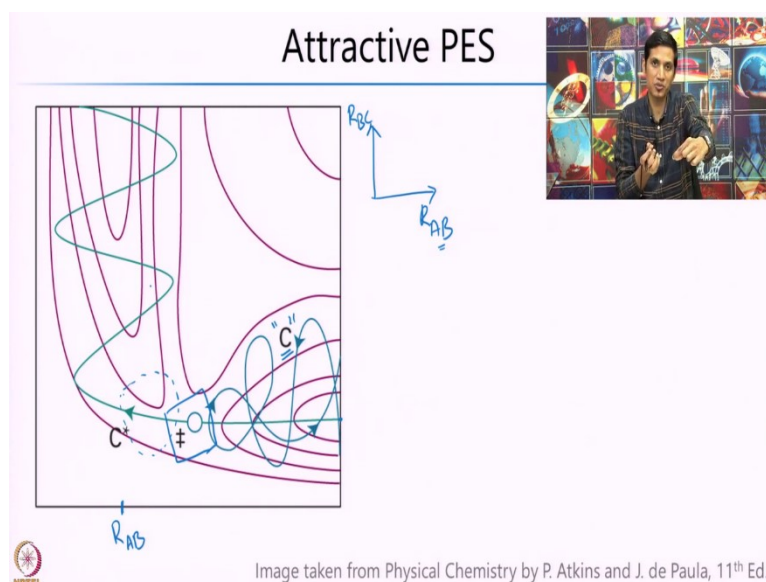 Attractive PES
R_BC
R_AB
"C"
C*
‡
R_AB
Image taken from Physical Chemistry by P. Atkins and J. de Paula, 11th Ed